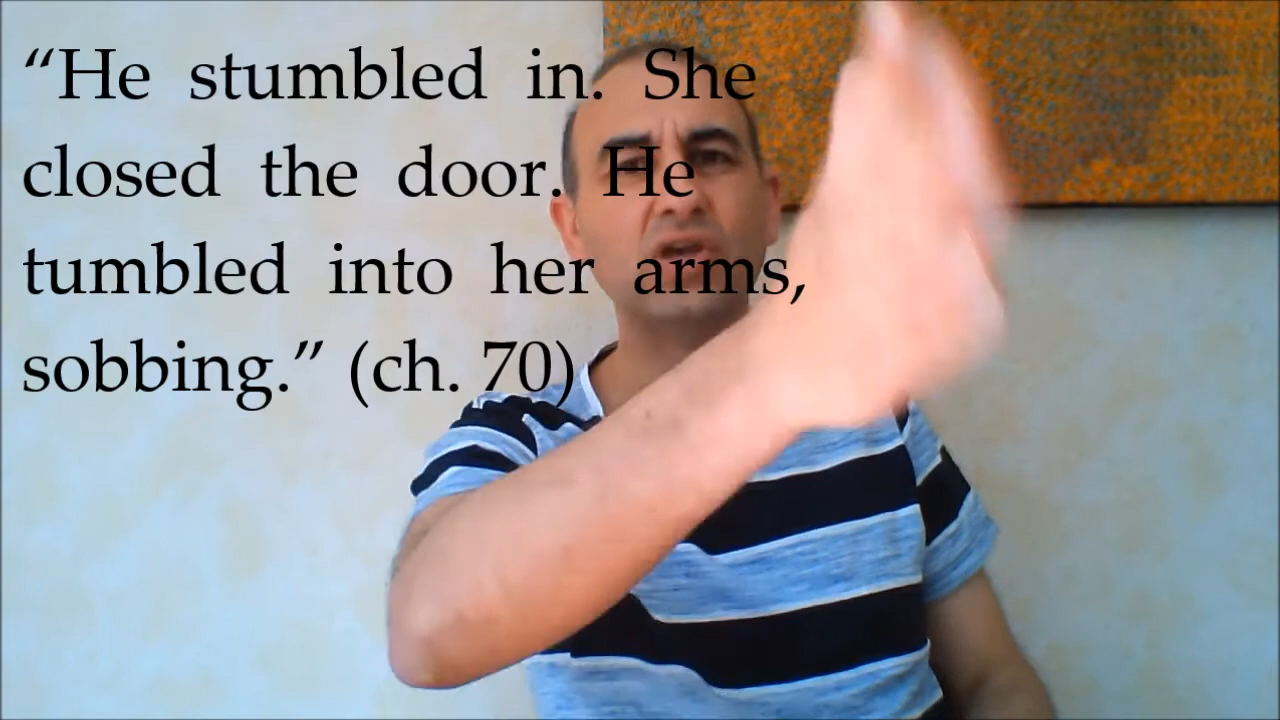 “He stumbled in. She
closed the door. He
tumbled into her arms,
sobbing.” (ch. 70)